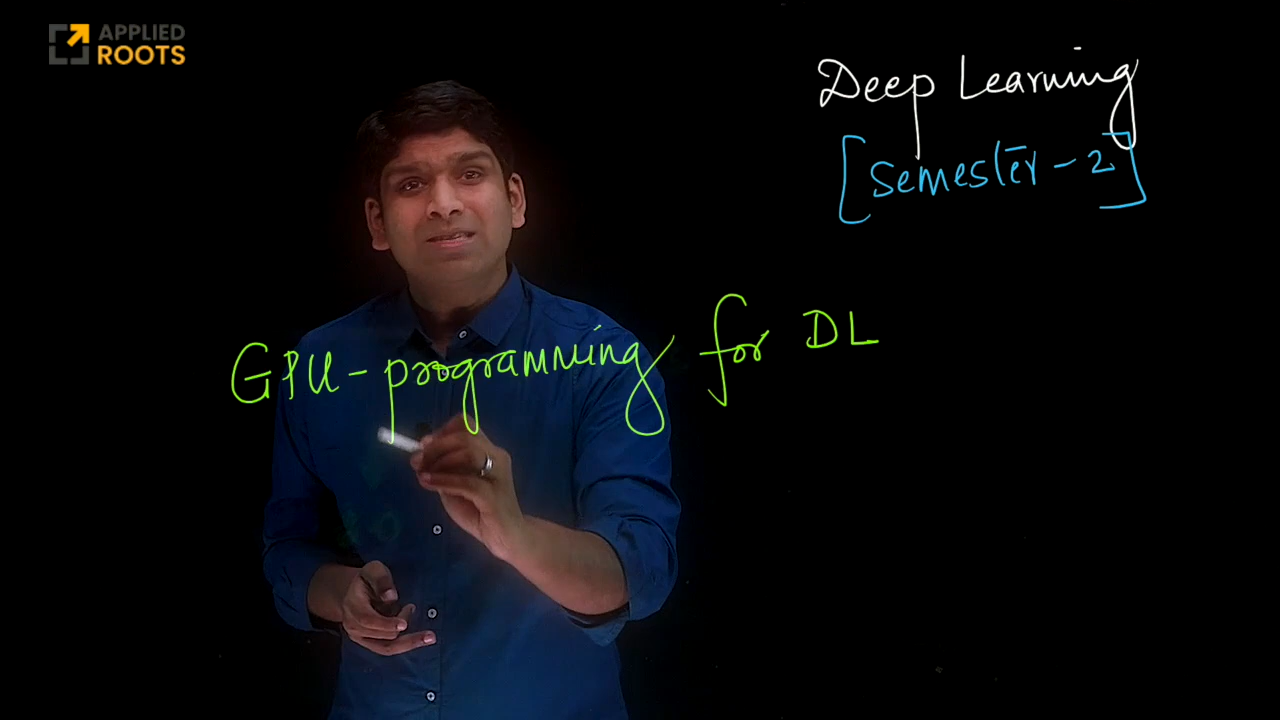 APPLIED
ROOTS
Deep Learning
[Semester - 2]
GPU - programming for DL